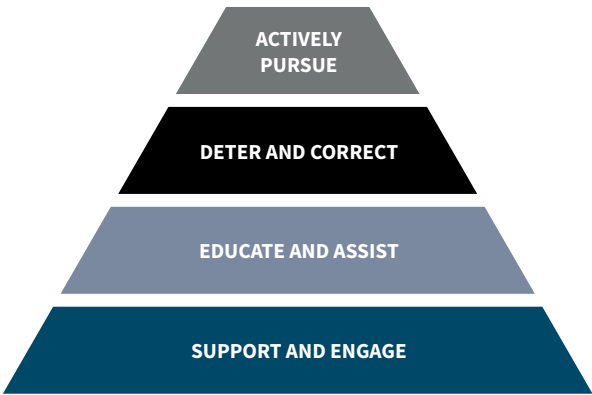 ACTIVELY
PURSUE
DETER AND CORRECT
EDUCATE AND ASSIST
SUPPORT AND ENGAGE